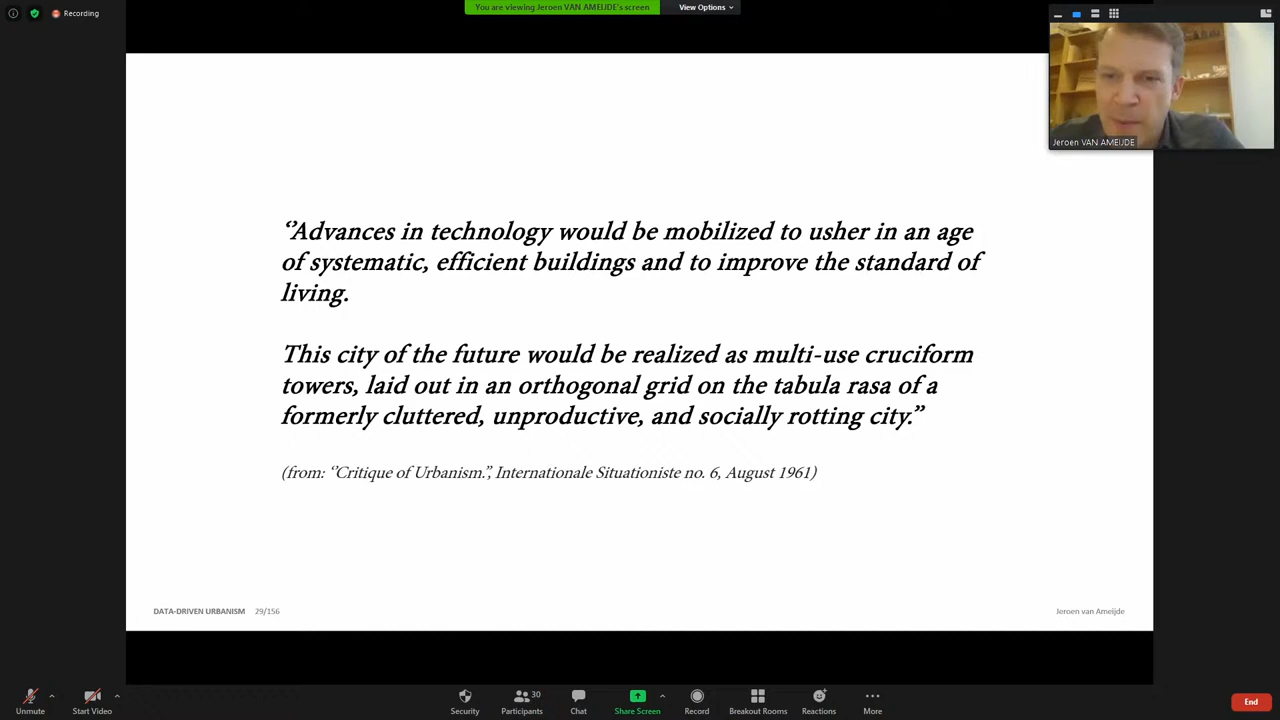 Recording
You are viewing Jeroen VAN AMEIJDE's screen
View Options
Jeroen VAN AMEIJDE
“Advances in technology would be mobilized to usher in an age
of systematic, efficient buildings and to improve the standard of
living.
This city of the future would be realized as multi-use cruciform
towers, laid out in an orthogonal grid on the tabula rasa of a
formerly cluttered, unproductive, and socially rotting city.”
(from: “Critique of Urbanism.”, Internationale Situationiste no. 6, August 1961)
DATA-DRIVEN URBANISM 29/156
Jeroen van Ameijde
Unmute
Start Video
Security
Participants 30
Chat
Share Screen
Record
Breakout Rooms
Reactions
More
End